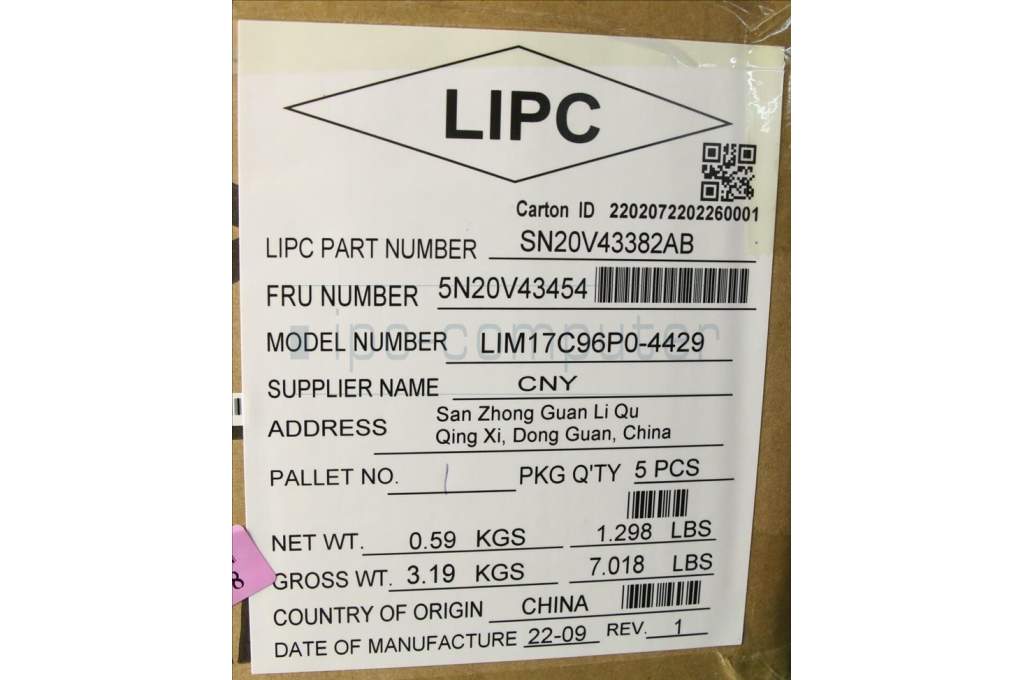 LIPC
Carton ID 2202072202260001
LIPC PART NUMBER SN20V43382AB
FRU NUMBER 5N20V43454
ipc computer
MODEL NUMBER LIM17C96P0-4429
SUPPLIER NAME CNY
ADDRESS San Zhong Guan Li Qu
Qing Xi, Dong Guan, China
PALLET NO. 1 PKG Q'TY 5 PCS
NET WT. 0.59 KGS 1.298 LBS
GROSS WT. 3.19 KGS 7.018 LBS
8
COUNTRY OF ORIGIN CHINA
DATE OF MANUFACTURE 22-09 REV. 1